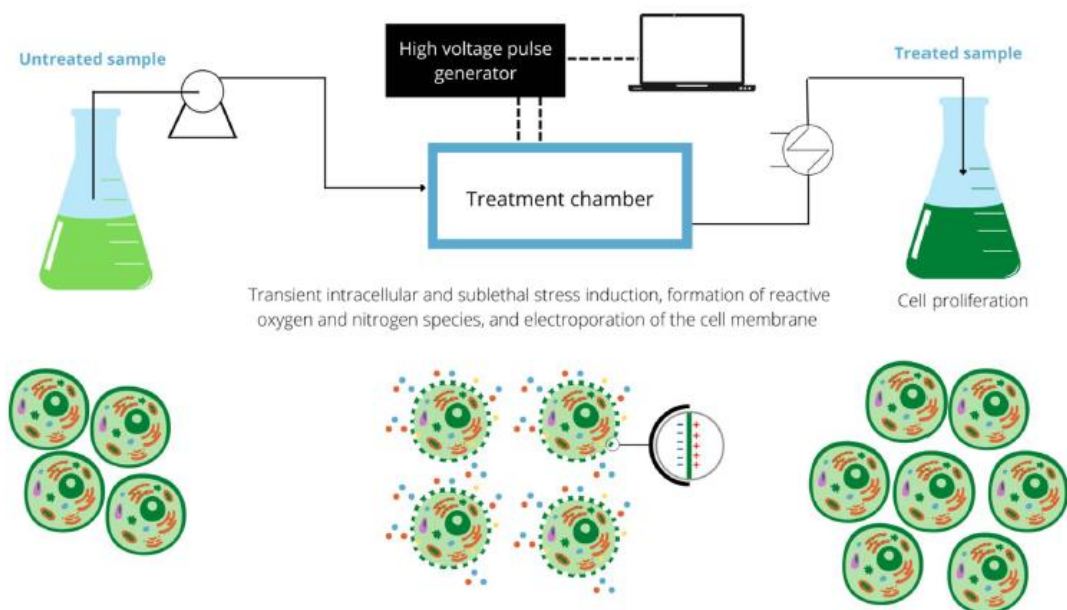 Untreated sample
High voltage pulse
generator
Treated sample
Treatment chamber
Transient intracellular and sublethal stress induction, formation of reactive
oxygen and nitrogen species, and electroporation of the cell membrane
Cell proliferation